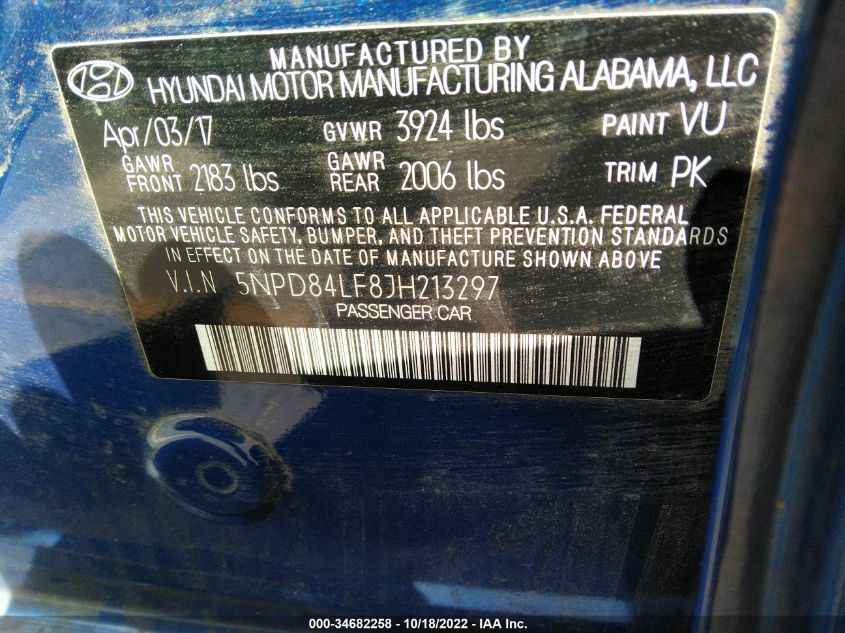 MANUFACTURED BY
HYUNDAI MOTOR MANUFACTURING ALABAMA, LLC
Apr/03/17 GVWR 3924 lbs PAINT VU
GAWR FRONT 2183 lbs GAWR REAR 2006 lbs TRIM PK
THIS VEHICLE CONFORMS TO ALL APPLICABLE U.S.A. FEDERAL
MOTOR VEHICLE SAFETY, BUMPER, AND THEFT PREVENTION STANDARDS
IN EFFECT ON THE DATE OF MANUFACTURE SHOWN ABOVE
V.I.N 5NPD84LF8JH213297
PASSENGER CAR
000-34682258 - 10/18/2022 - IAA Inc.